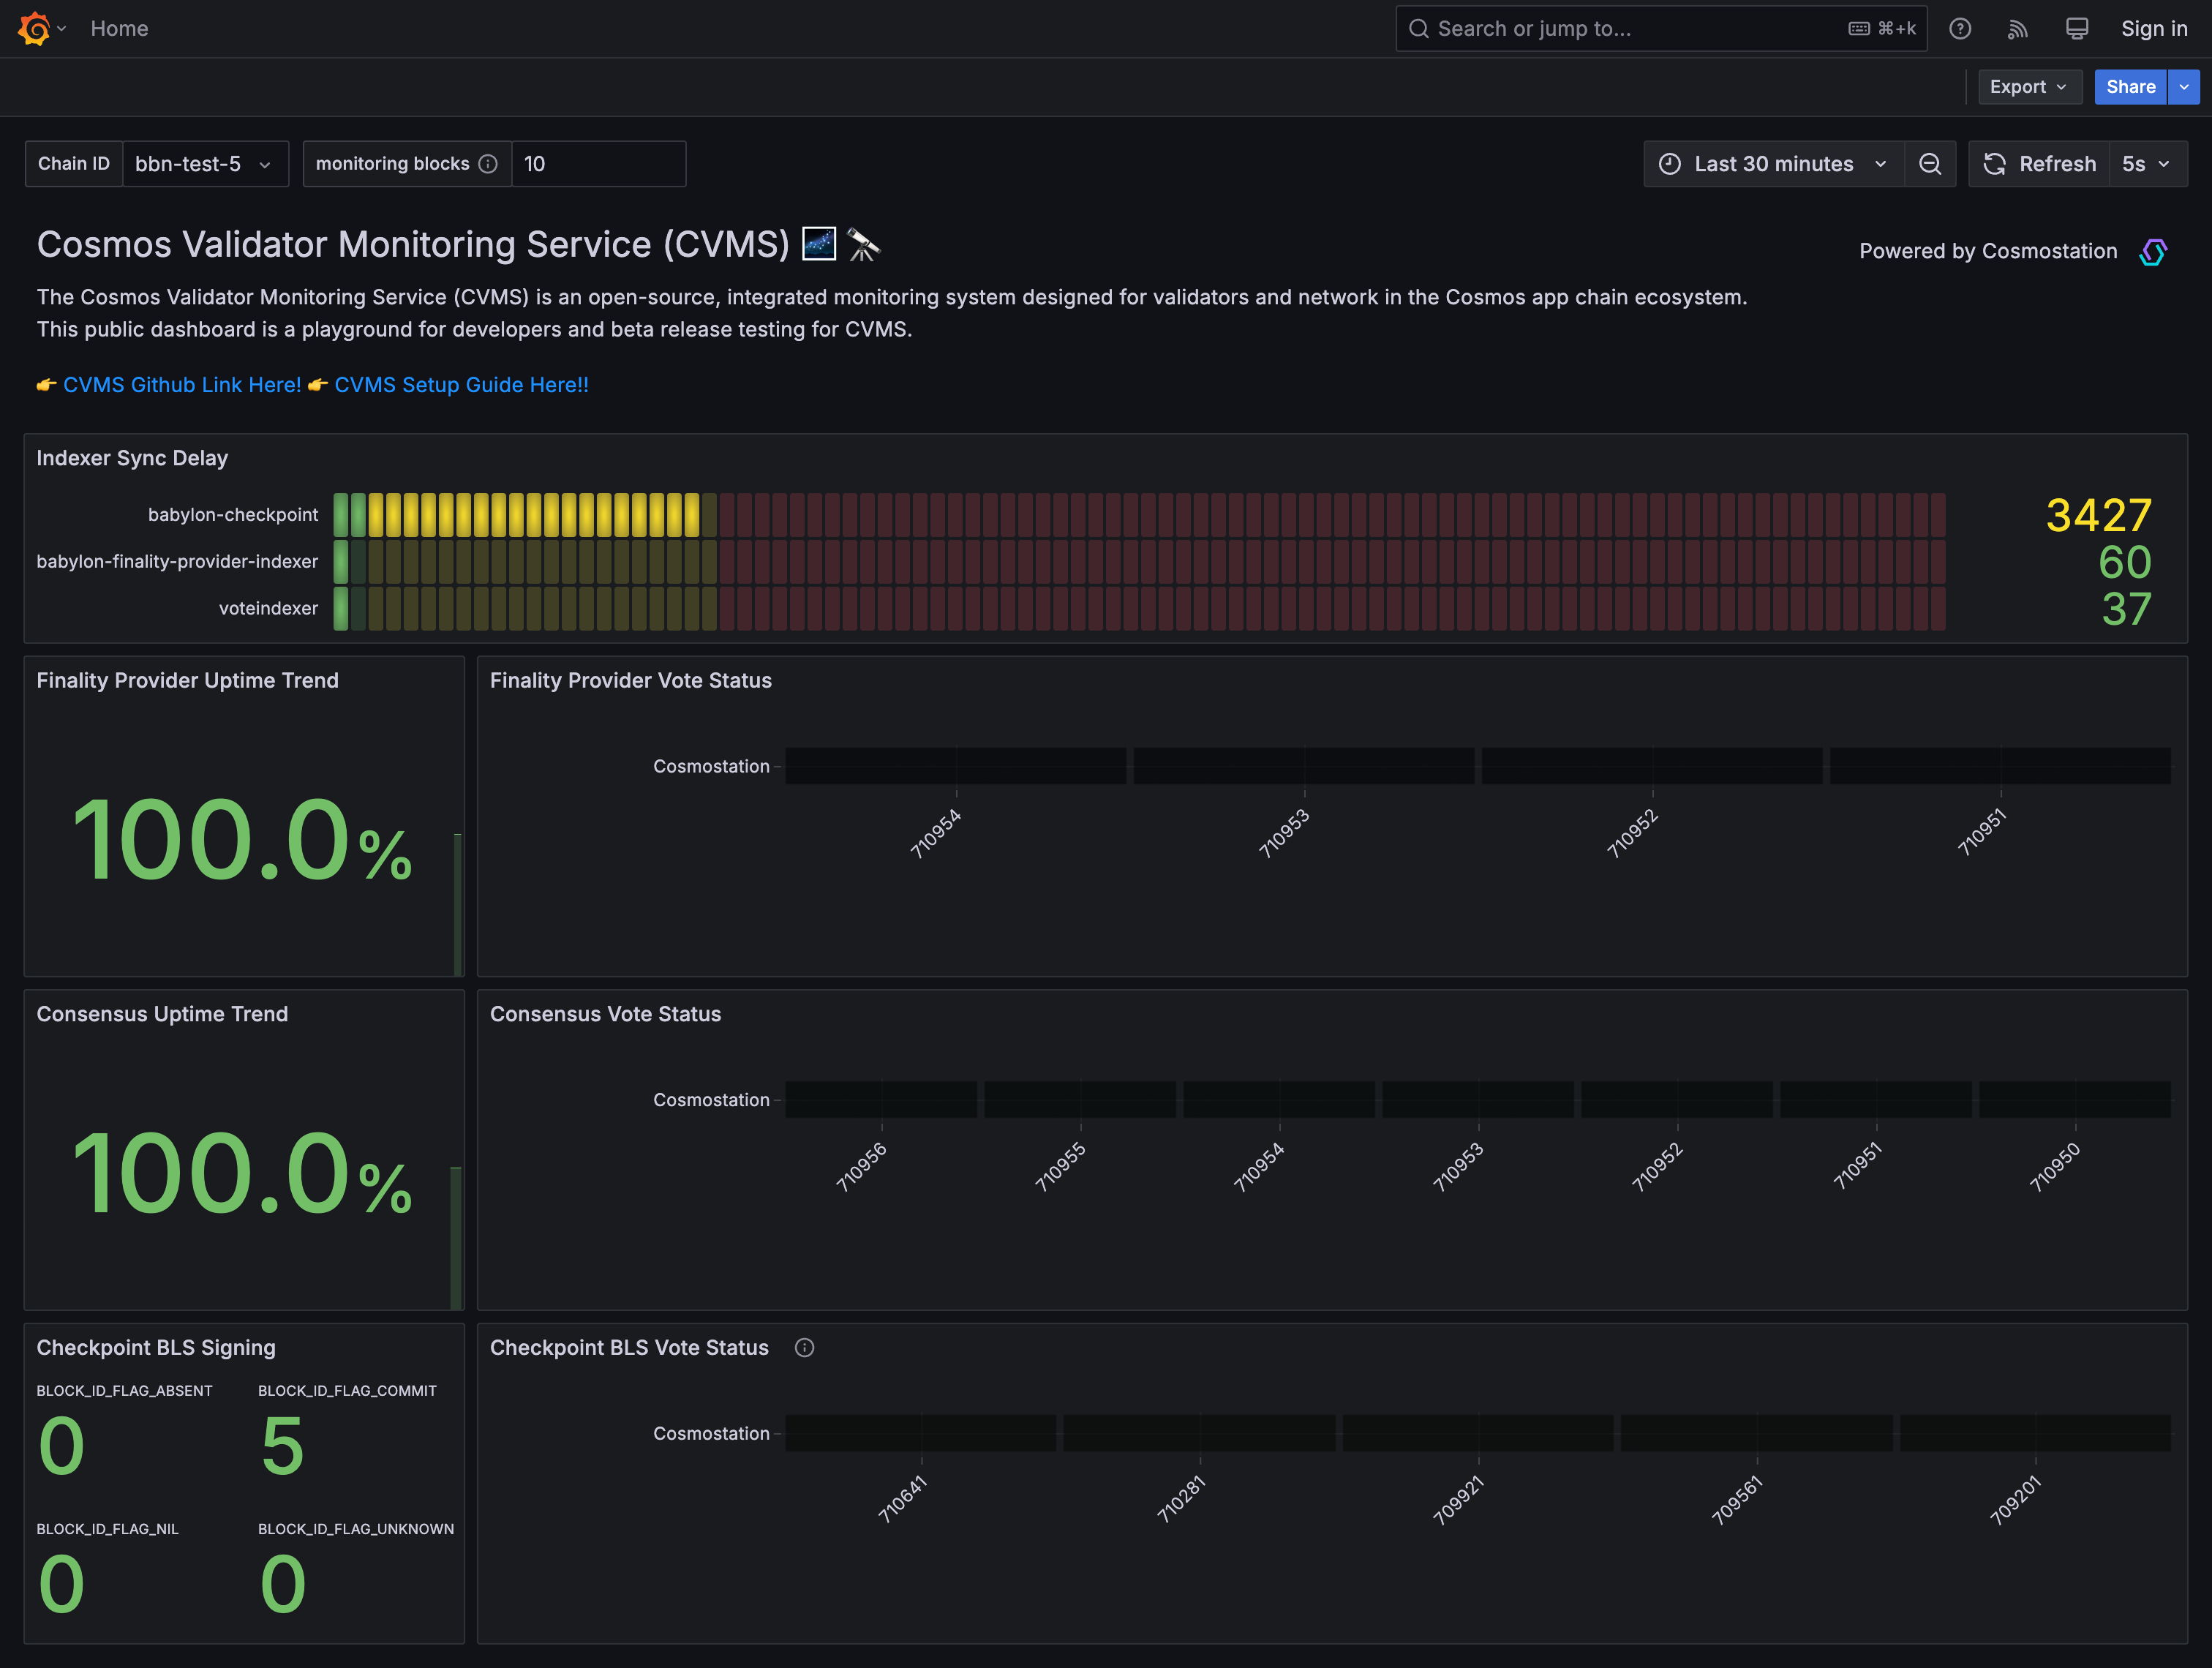 Home
Search or jump to...
⌘+k
Sign in
Export
Share
Chain ID
bbn-test-5
monitoring blocks
10
Last 30 minutes
Refresh
5s
Cosmos Validator Monitoring Service (CVMS)
Powered by Cosmostation
The Cosmos Validator Monitoring Service (CVMS) is an open-source, integrated monitoring system designed for validators and network in the Cosmos app chain ecosystem.
This public dashboard is a playground for developers and beta release testing for CVMS.
👉 CVMS Github Link Here! 👉 CVMS Setup Guide Here!!
Indexer Sync Delay
babylon-checkpoint 3427
babylon-finality-provider-indexer 60
voteindexer 37
Finality Provider Uptime Trend
100.0%
Finality Provider Vote Status
Cosmostation
710954 710953 710952 710951
Consensus Uptime Trend
100.0%
Consensus Vote Status
Cosmostation
710956 710955 710954 710953 710952 710951 710950
Checkpoint BLS Signing
BLOCK_ID_FLAG_ABSENT BLOCK_ID_FLAG_COMMIT
0 5
BLOCK_ID_FLAG_NIL BLOCK_ID_FLAG_UNKNOWN
0 0
Checkpoint BLS Vote Status
Cosmostation
710641 710281 709921 709561 709201